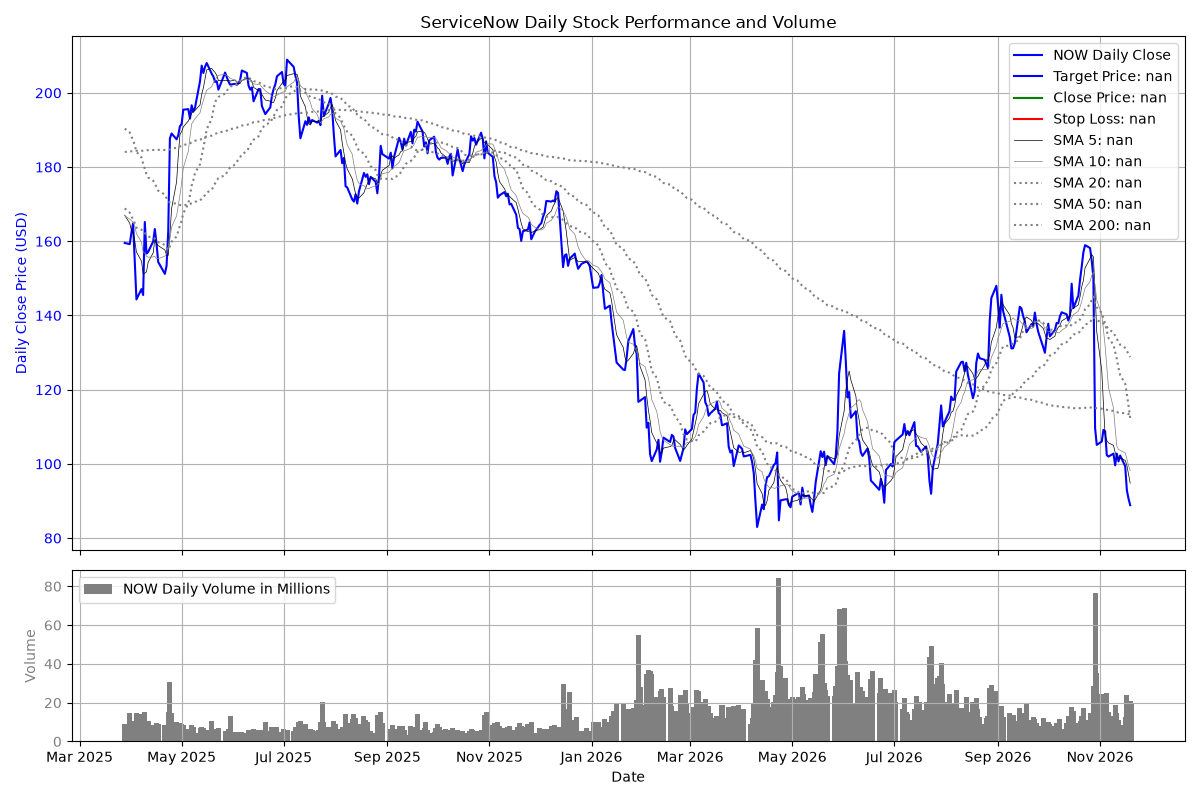 ServiceNow Daily Stock Performance and Volume
NOW Daily Close
Target Price: nan
Close Price: nan
Stop Loss: nan
SMA 5: nan
SMA 10: nan
SMA 20: nan
SMA 50: nan
SMA 200: nan
Daily Close Price (USD)
200
180
160
140
120
100
80
NOW Daily Volume in Millions
Volume
80
60
40
20
0
Mar 2025 May 2025 Jul 2025 Sep 2025 Nov 2025 Jan 2026 Mar 2026 May 2026 Jul 2026 Sep 2026 Nov 2026
Date